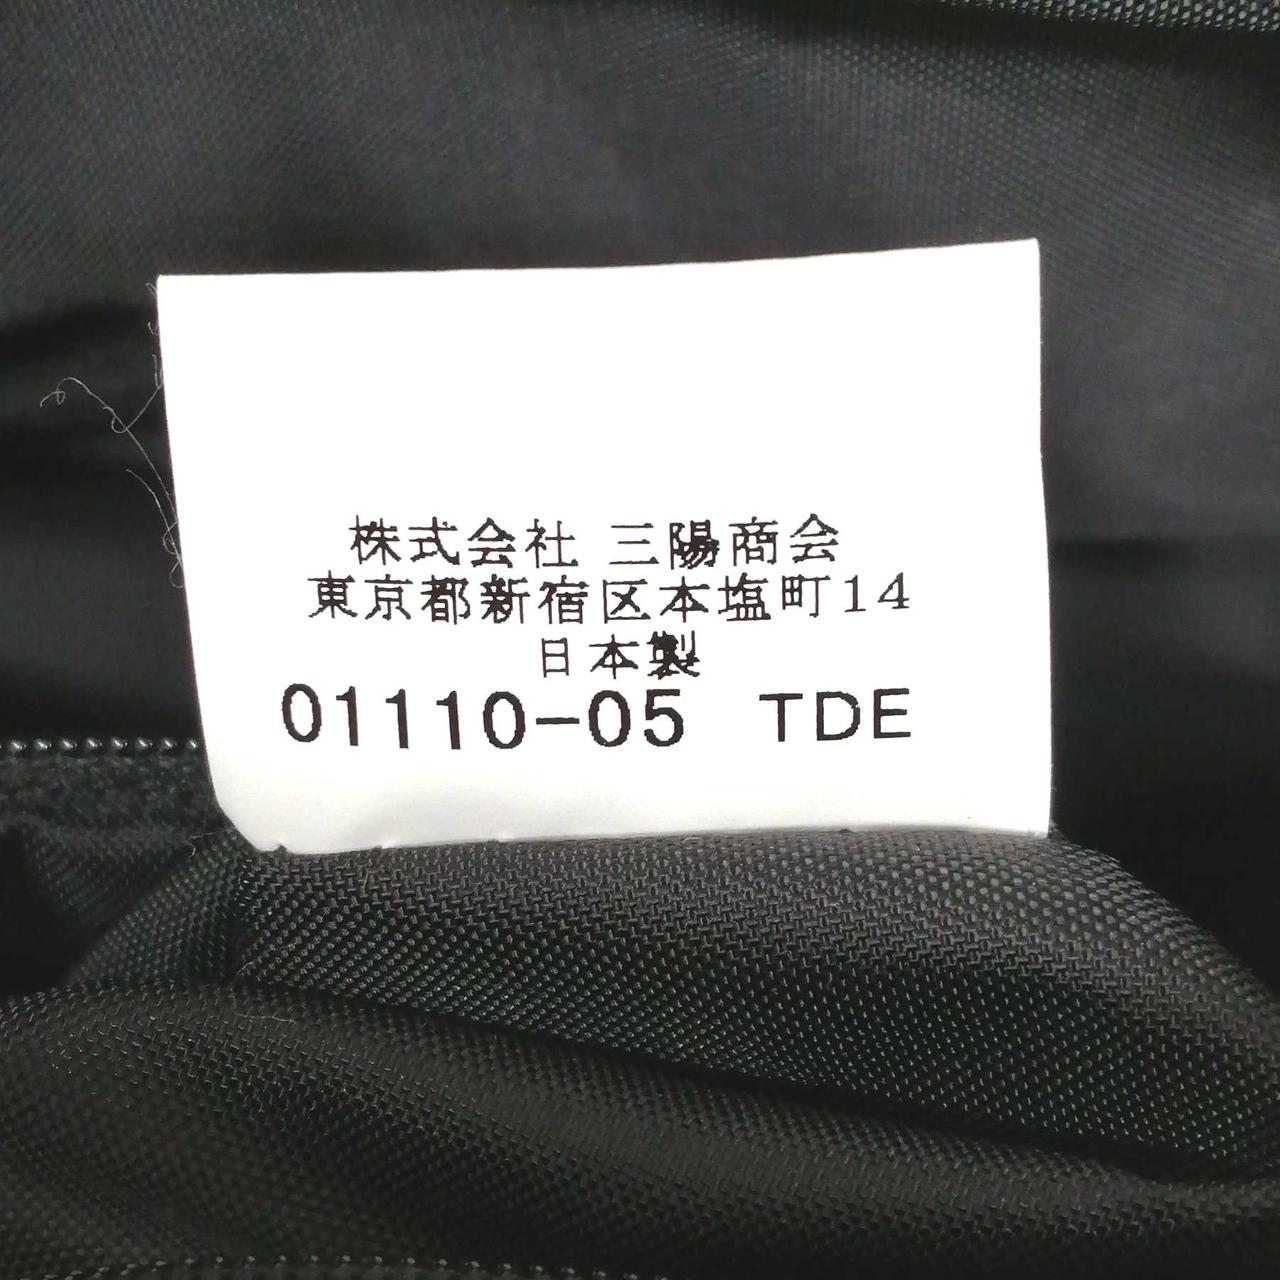 株式会社 三陽商会
東京都新宿区本塩町14
日本製
01110-05 TDE